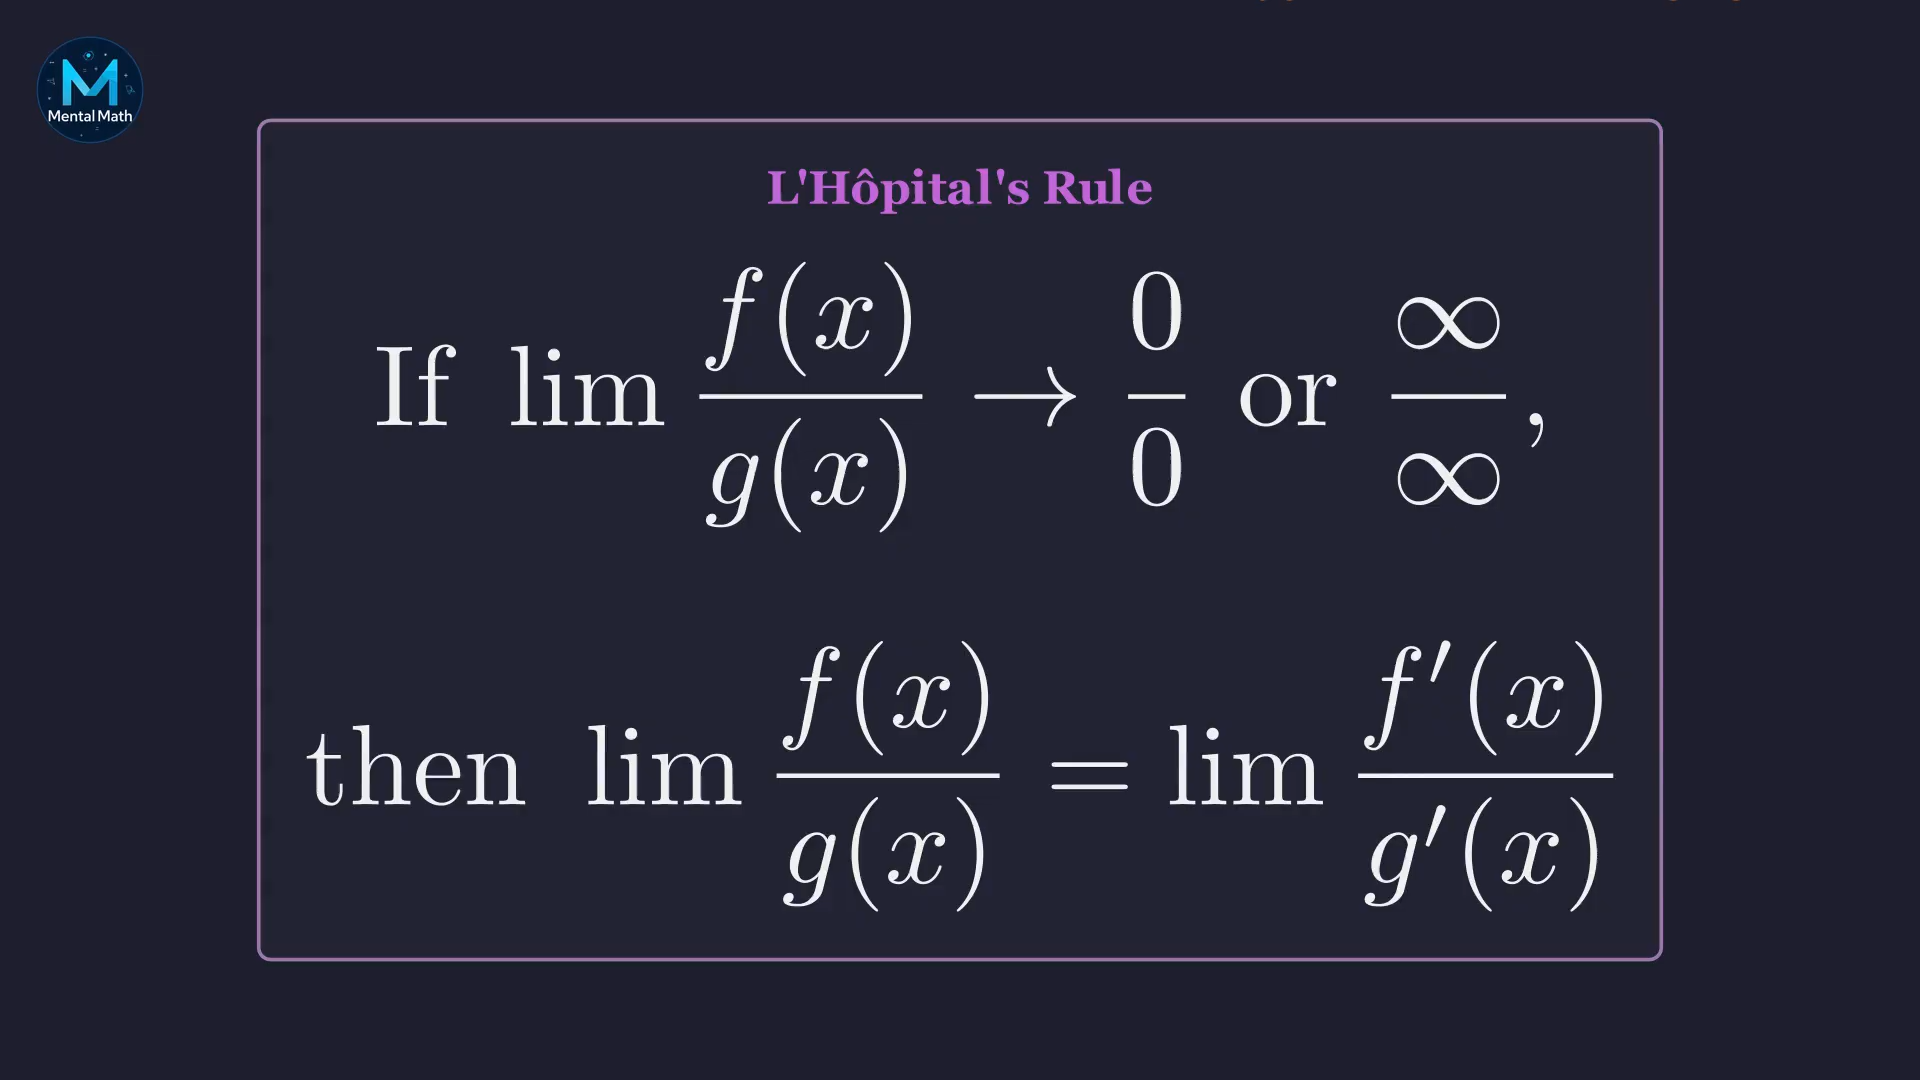 M
Mental Math
L'Hôpital's Rule
If lim f(x)/g(x) → 0/0 or ∞/∞,
then lim f(x)/g(x) = lim f′(x)/g′(x)